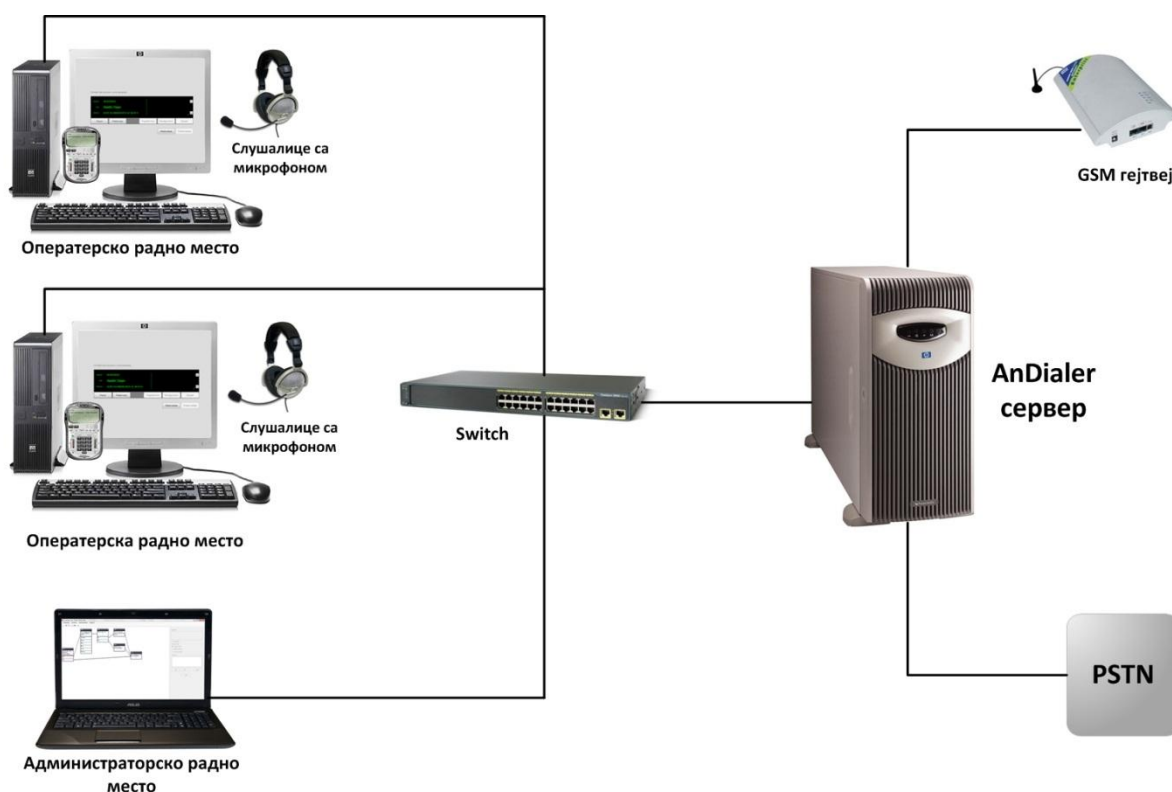 Слушалице са
микрофоном
Оператерско радно место
Слушалице са
микрофоном
Оператерска радно место
Администраторско радно
место
Switch
GSM гејтвеј
AnDialer
сервер
PSTN